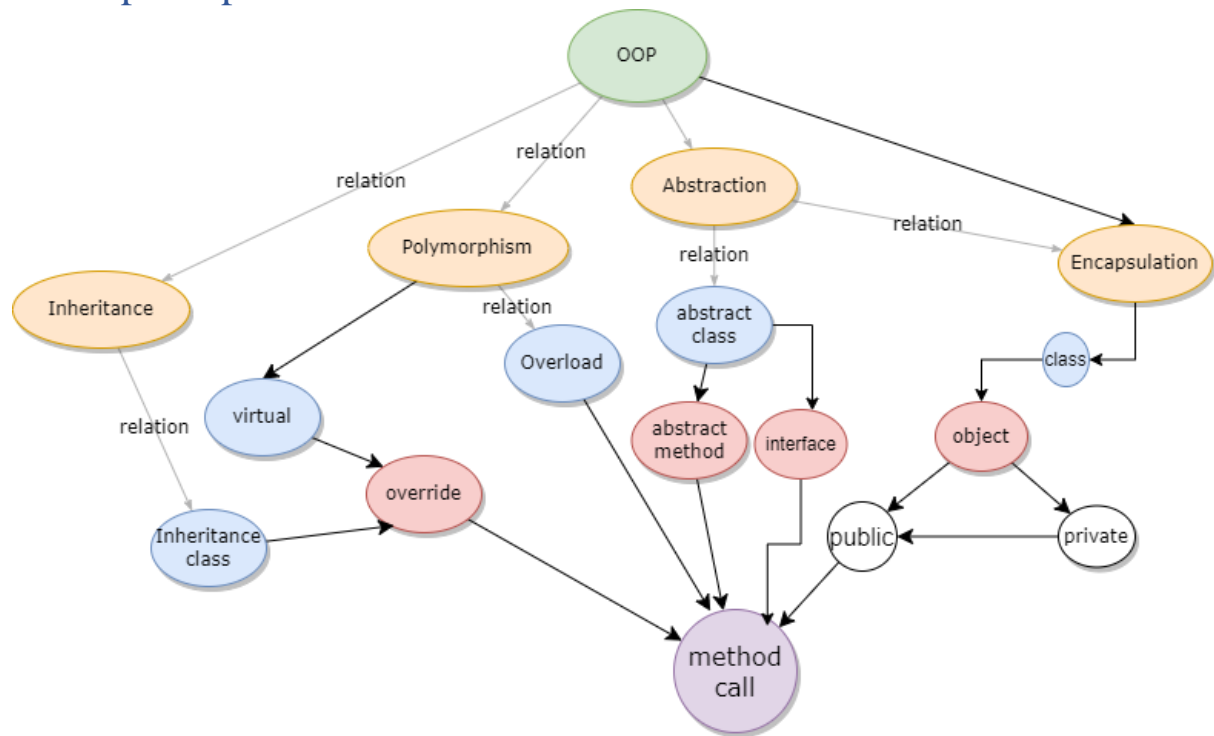 OOP
relation
relation
Abstraction
relation
Polymorphism
relation
Encapsulation
Inheritance
relation
abstract
class
Overload
class
virtual
relation
abstract
method
interface
object
override
Inheritance
class
public
private
method
call